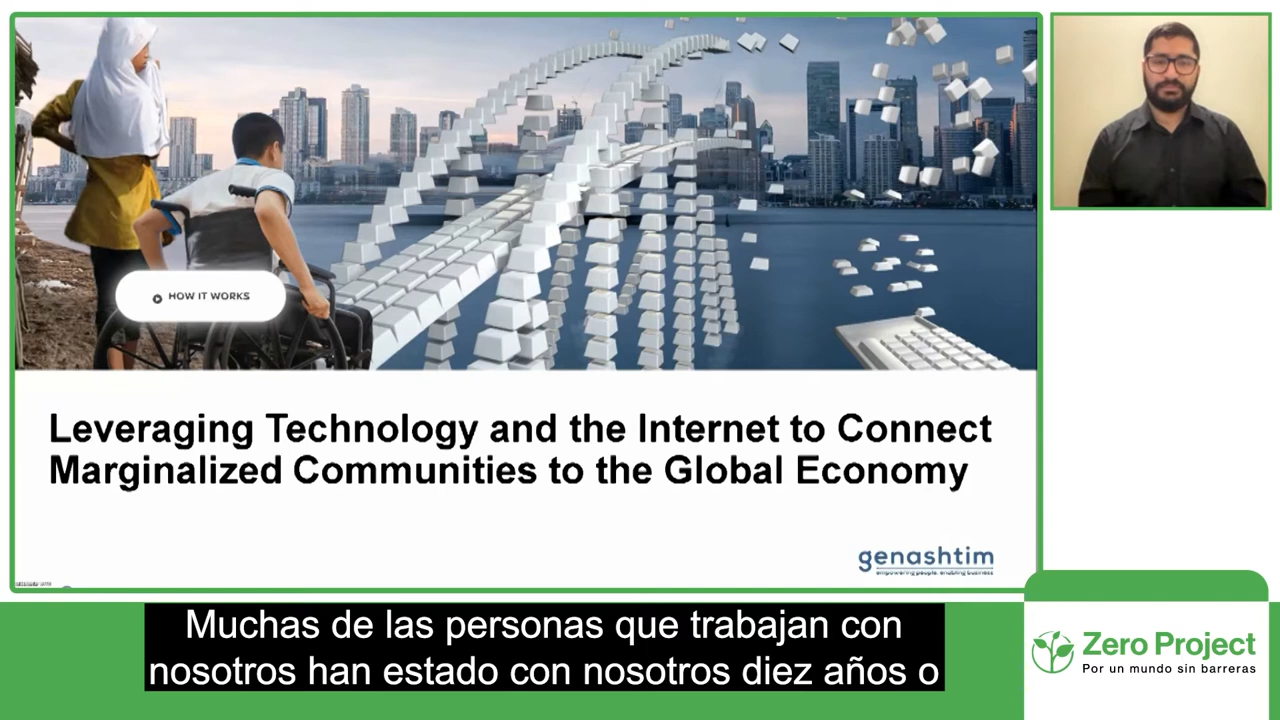 HOW IT WORKS
Leveraging Technology and the Internet to Connect
Marginalized Communities to the Global Economy
genashtim
empowering people. enabling business
Muchas de las personas que trabajan con
nosotros han estado con nosotros diez años o
Zero Project
Por un mundo sin barreras